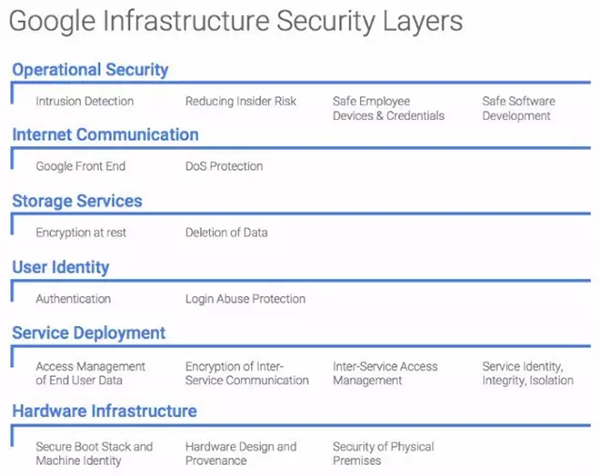 Google Infrastructure Security Layers
Operational Security
Intrusion Detection
Reducing Insider Risk
Safe Employee
Devices & Credentials
Safe Software
Development
Internet Communication
Google Front End
DoS Protection
Storage Services
Encryption at rest
Deletion of Data
User Identity
Authentication
Login Abuse Protection
Service Deployment
Access Management
of End User Data
Encryption of Inter-
Service Communication
Inter-Service Access
Management
Service Identity,
Integrity, Isolation
Hardware Infrastructure
Secure Boot Stack and
Machine Identity
Hardware Design and
Provenance
Security of Physical
Premises